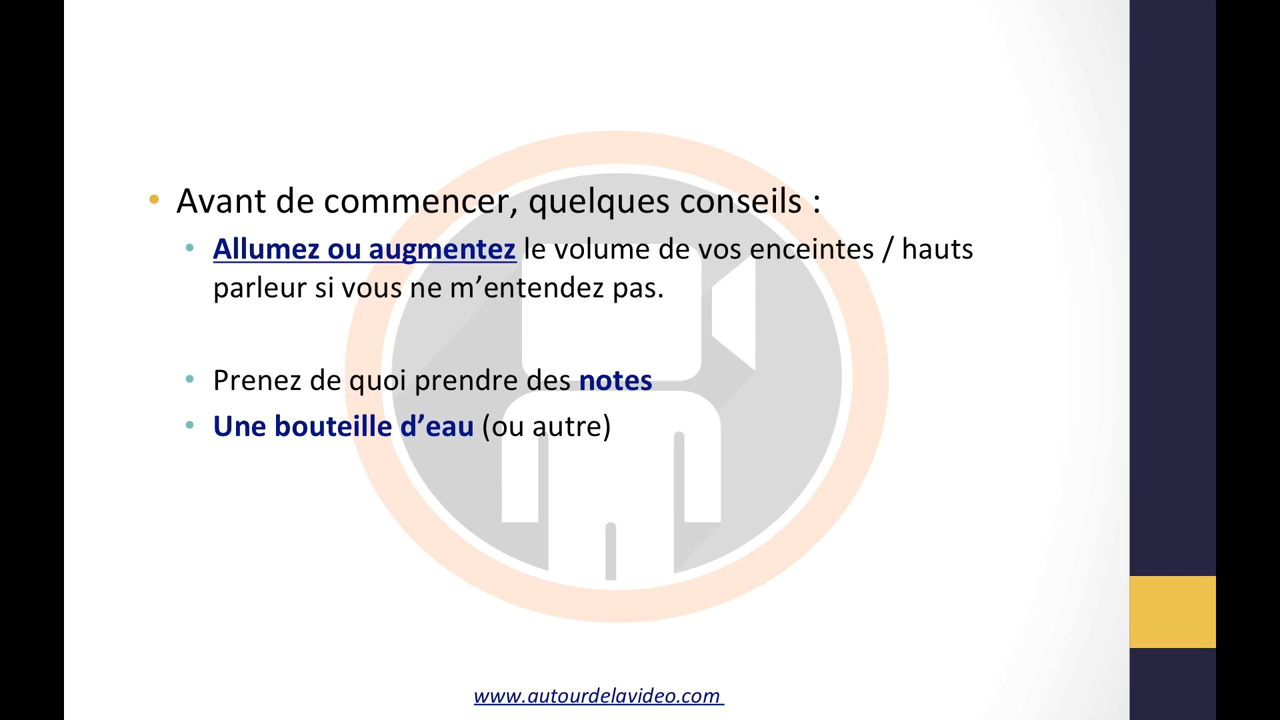 • Avant de commencer, quelques conseils :
• Allumez ou augmentez le volume de vos enceintes / hauts
parleur si vous ne m’entendez pas.
• Prenez de quoi prendre des notes
• Une bouteille d’eau (ou autre)
www.autourdelavideo.com